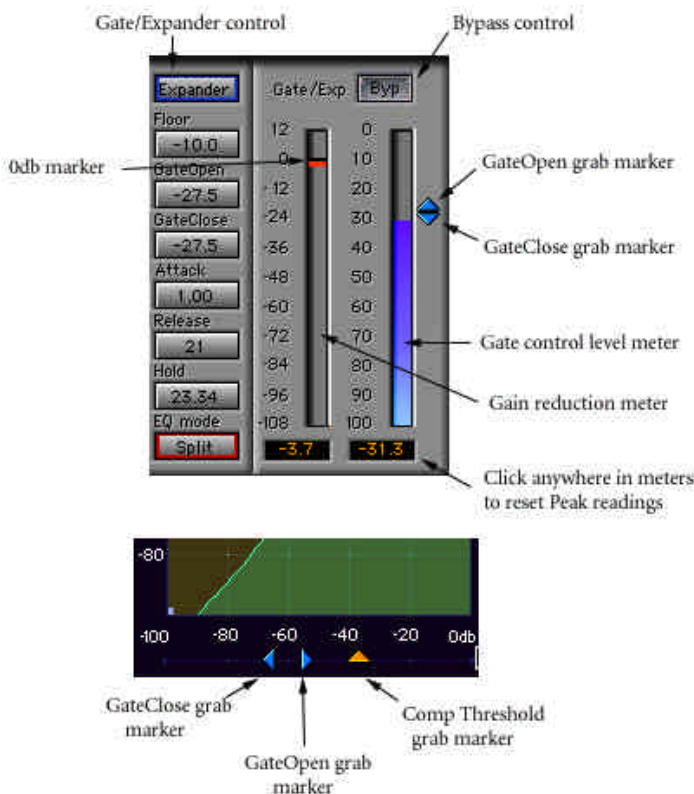 Gate/Expander control
Bypass control
Expander
Gate/Exp
Byp
Floor
-10.0
GateOpen
-27.5
GateClose
-27.5
Attack
1.00
Release
21
Hold
23.34
EQ mode
Split
12
0
-12
-24
-36
-48
-60
-72
-84
-96
-108
0
10
20
30
40
50
60
70
80
90
100
-3.7
-31.3
0db marker
GateOpen grab marker
GateClose grab marker
Gate control level meter
Gain reduction meter
Click anywhere in meters
to reset Peak readings
-80
-100 -80 -60 -40 -20 0db
GateClose grab
marker
GateOpen grab
marker
Comp Threshold
grab marker